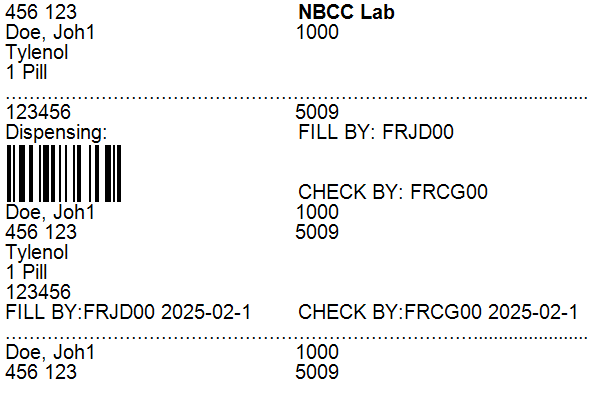 456 123 NBCC Lab
Doe, Joh1 1000
Tylenol
1 Pill
123456 5009
Dispensing: FILL BY: FRJD00
CHECK BY: FRCG00
Doe, Joh1 1000
456 123 5009
Tylenol
1 Pill
123456
FILL BY:FRJD00 2025-02-1 CHECK BY:FRCG00 2025-02-1
Doe, Joh1 1000
456 123 5009